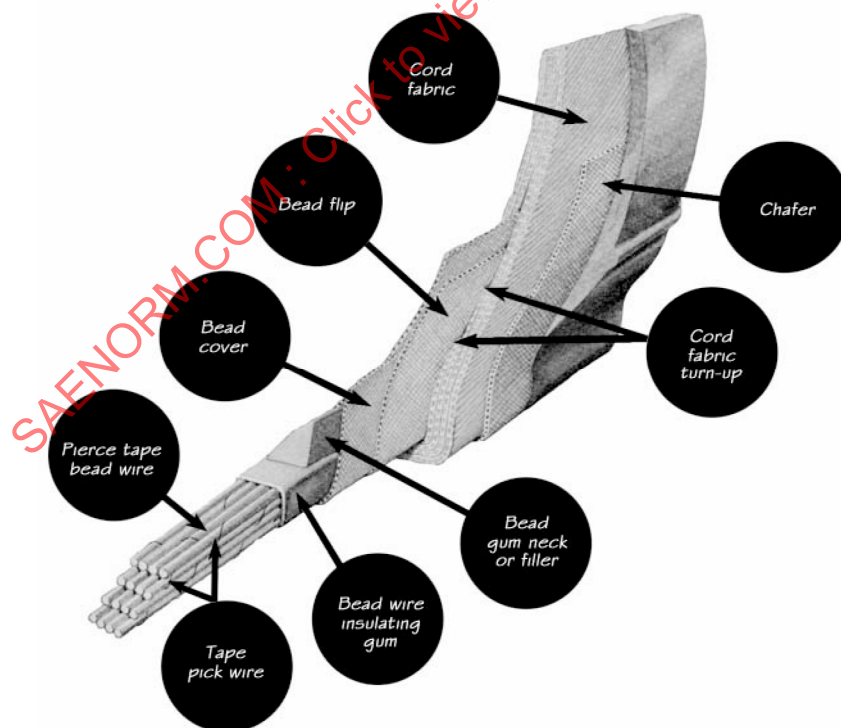 Cord
fabric
Bead flip
Chafer
Bead
cover
Cord
fabric
turn-up
Pierce tape
bead wire
Bead
gum neck
or filler
Bead wire
insulating
gum
Tape
pick wire
SAENORM.COM : Click to vie